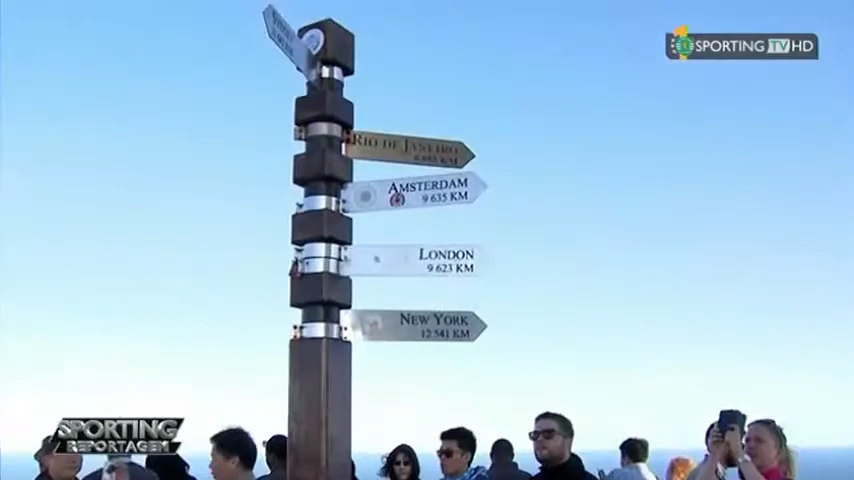 SPORTING TV HD
RIO DE JANEIRO
AMSTERDAM
9 635 KM
LONDON
9 623 KM
NEW YORK
12 541 KM
SPORTING
REPORTAGEM